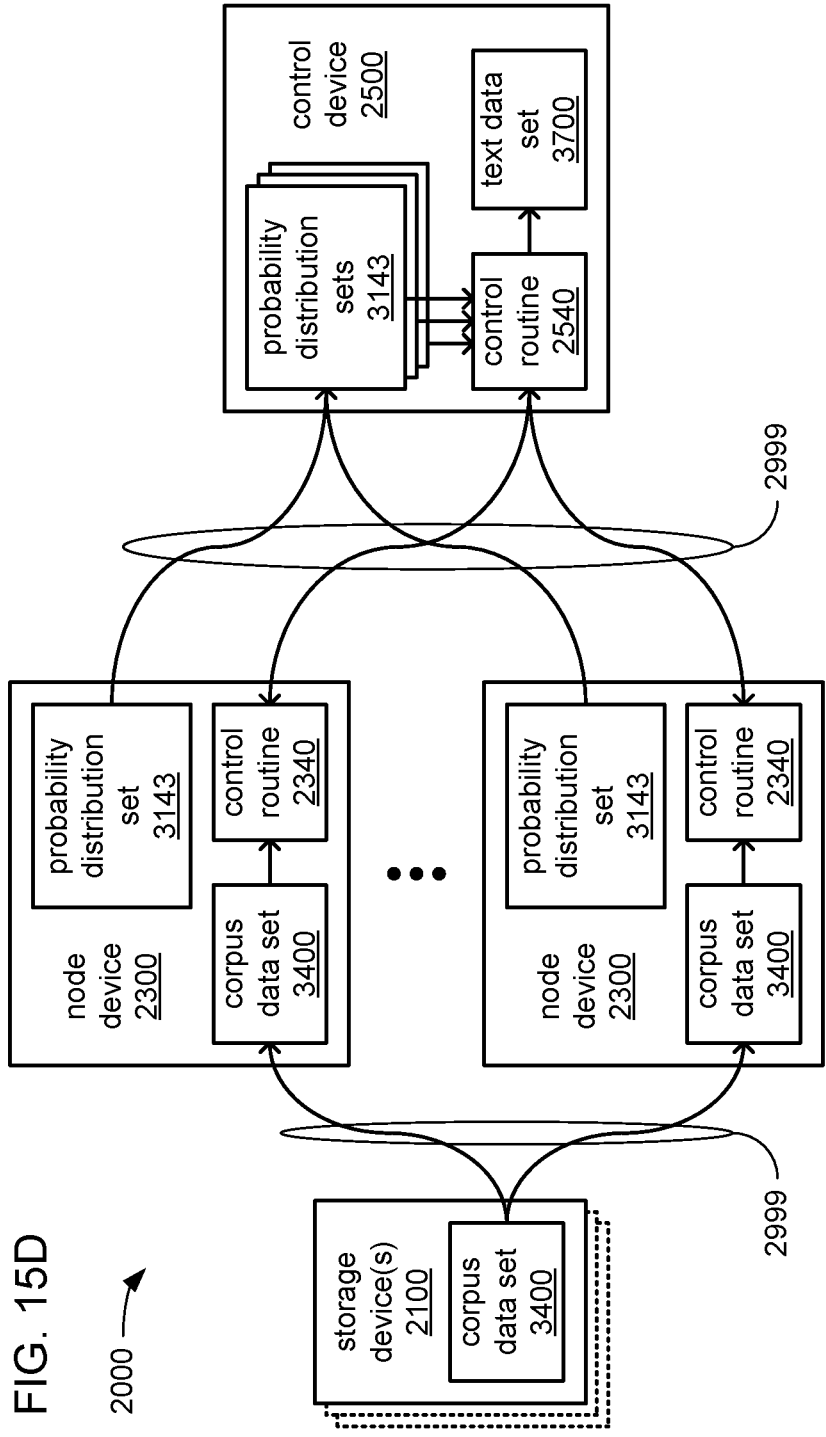 FIG. 15D
2000
storage
device(s)
2100
corpus
data set
3400
2999
node
device
2300
probability
distribution
set
3143
corpus
data set
3400
control
routine
2340
node
device
2300
probability
distribution
set
3143
corpus
data set
3400
control
routine
2340
2999
control
device
2500
probability
distribution
sets
3143
control
routine
2540
text data
set
3700